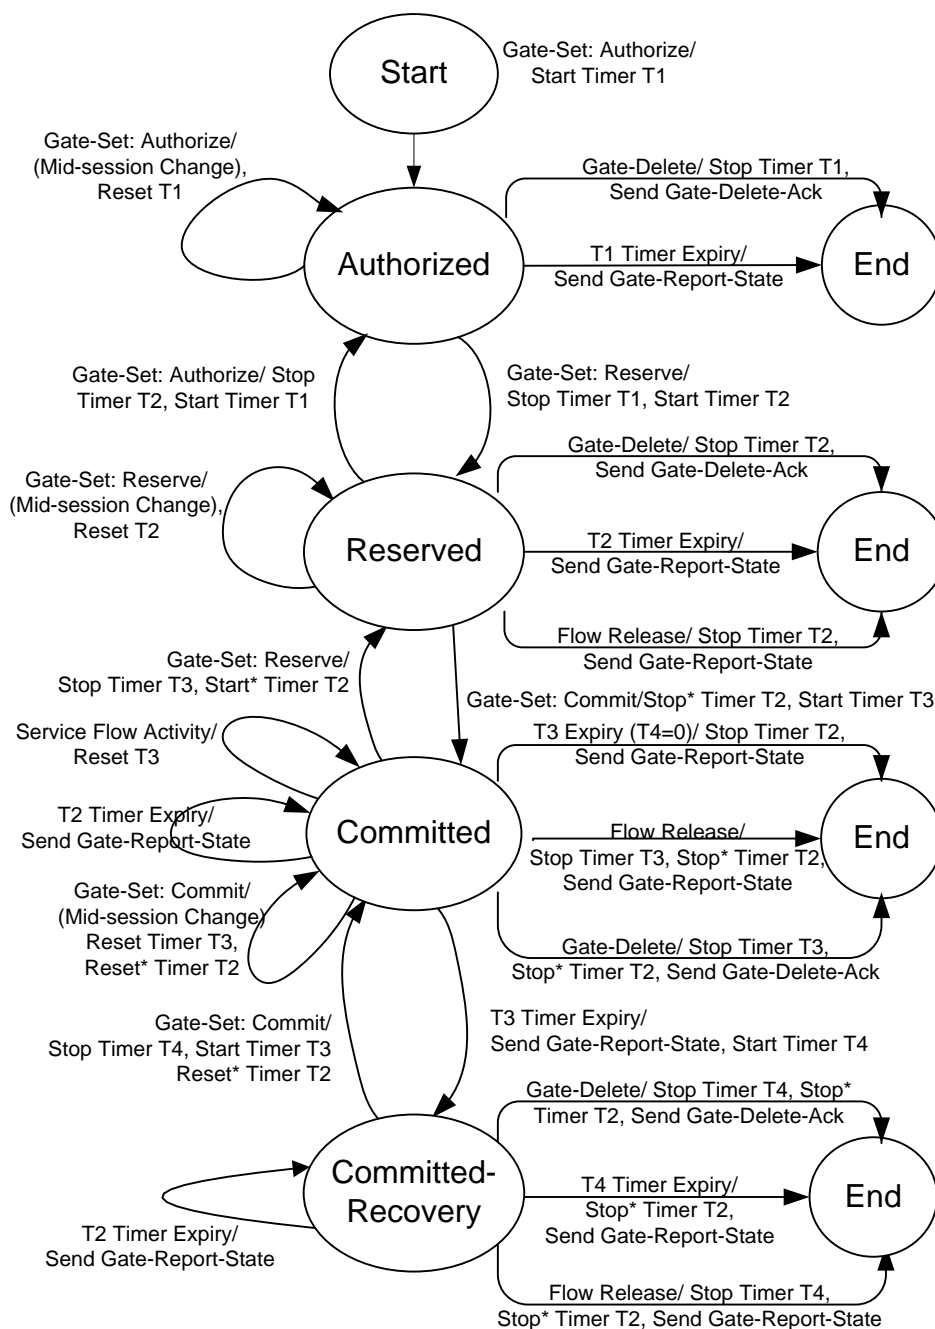 Start
Gate-Set: Authorize/
Start Timer T1
Gate-Set: Authorize/
(Mid-session Change),
Reset T1
Gate-Delete/ Stop Timer T1,
Send Gate-Delete-Ack
Authorized
T1 Timer Expiry/
Send Gate-Report-State
End
Gate-Set: Authorize/ Stop
Timer T2, Start Timer T1
Gate-Set: Reserve/
Stop Timer T1, Start Timer T2
Gate-Set: Reserve/
(Mid-session Change),
Reset T2
Gate-Delete/ Stop Timer T2,
Send Gate-Delete-Ack
Reserved
T2 Timer Expiry/
Send Gate-Report-State
End
Flow Release/ Stop Timer T2,
Send Gate-Report-State
Gate-Set: Reserve/
Stop Timer T3, Start* Timer T2
Gate-Set: Commit/Stop* Timer T2, Start Timer T3
Service Flow Activity/
Reset T3
T3 Expiry (T4=0)/ Stop Timer T2,
Send Gate-Report-State
T2 Timer Expiry/
Send Gate-Report-State
Committed
Flow Release/
Stop Timer T3, Stop* Timer T2,
Send Gate-Report-State
End
Gate-Set: Commit/
(Mid-session Change)
Reset Timer T3,
Reset* Timer T2
Gate-Delete/ Stop Timer T3,
Stop* Timer T2, Send Gate-Delete-Ack
Gate-Set: Commit/
Stop Timer T4, Start Timer T3
Reset* Timer T2
T3 Timer Expiry/
Send Gate-Report-State, Start Timer T4
Gate-Delete/ Stop Timer T4, Stop*
Timer T2, Send Gate-Delete-Ack
Committed-
Recovery
T4 Timer Expiry/
Stop* Timer T2,
Send Gate-Report-State
End
T2 Timer Expiry/
Send Gate-Report-State
Flow Release/ Stop Timer T4,
Stop* Timer T2, Send Gate-Report-State